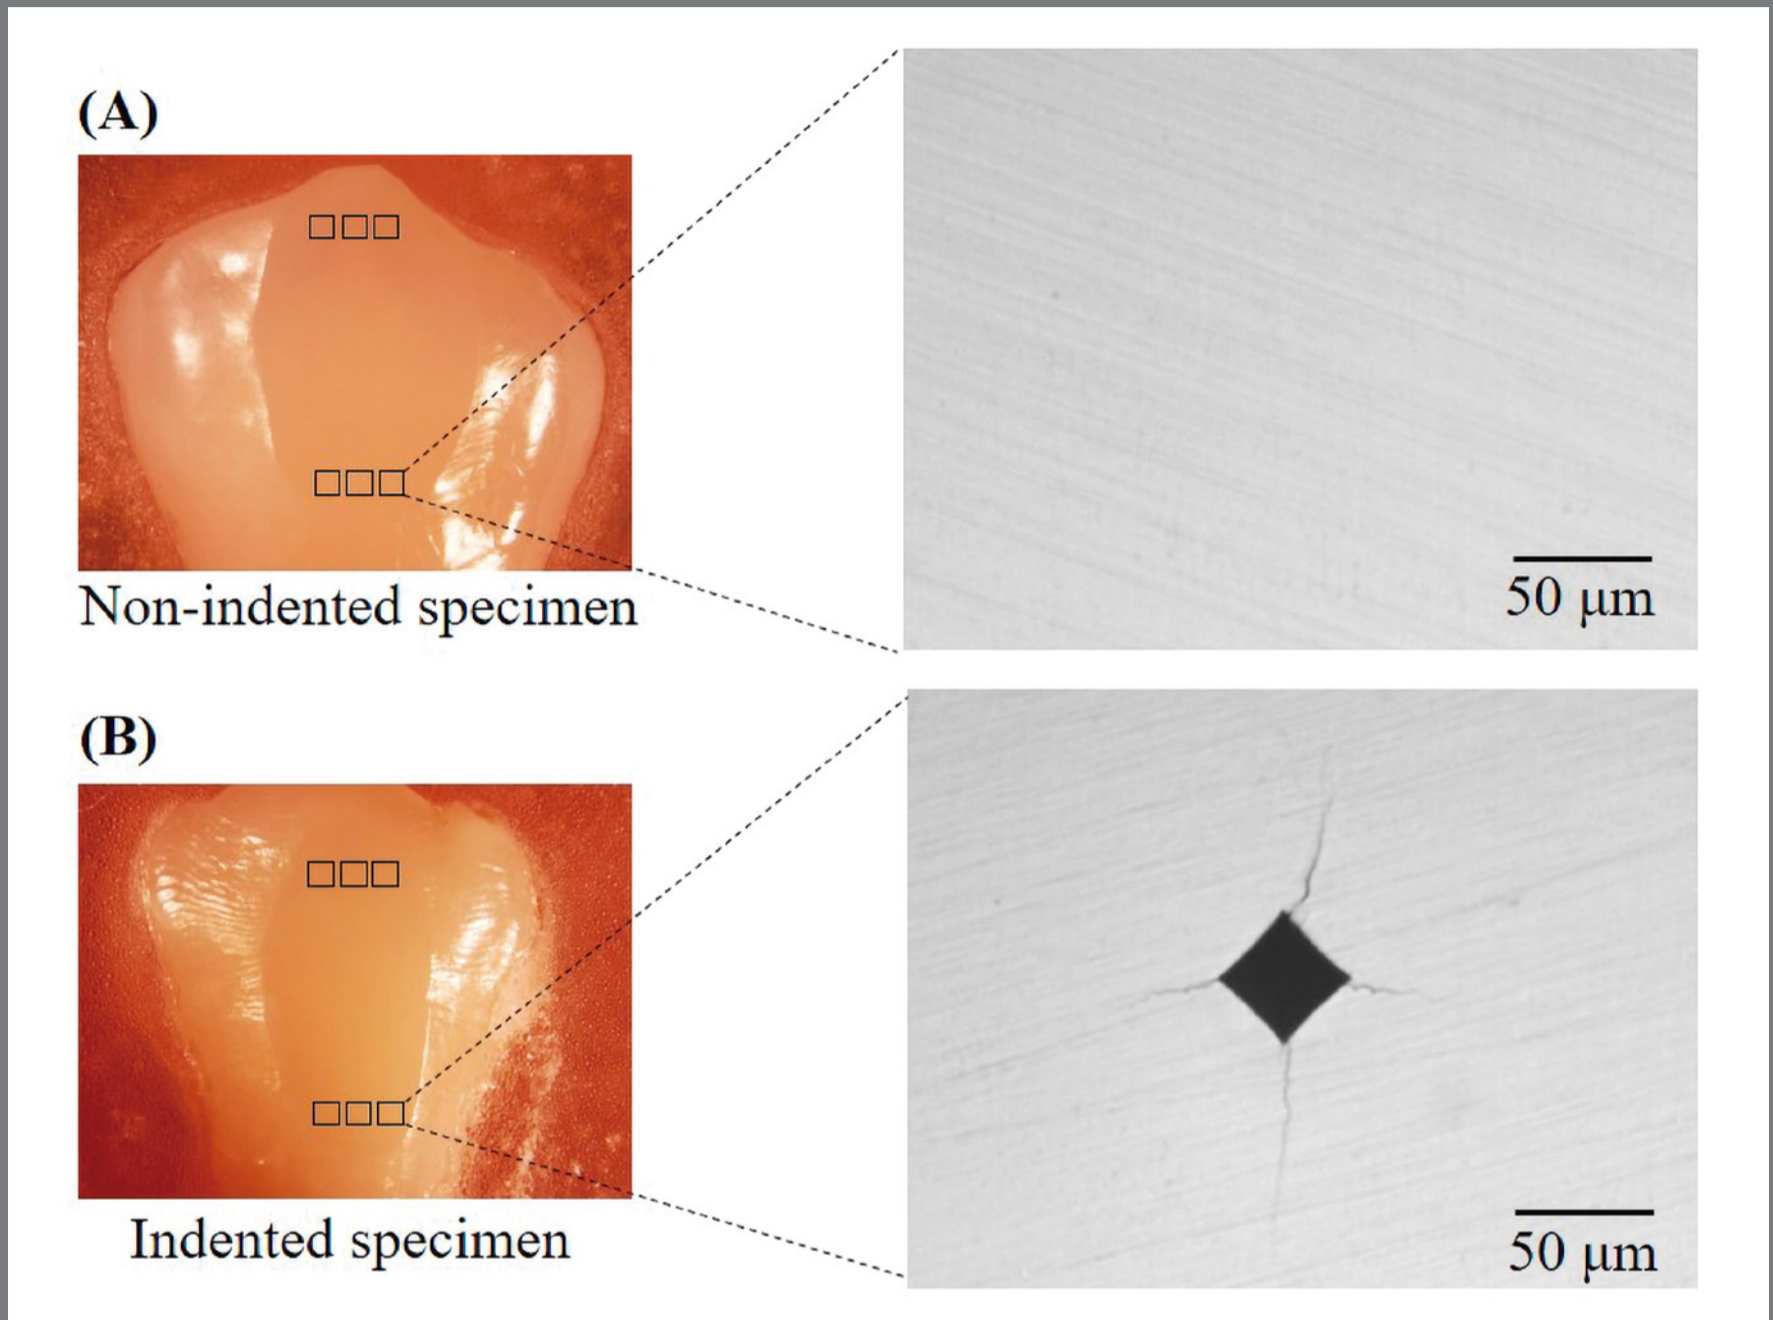 (A)
Non-indented specimen
50 μm
(B)
Indented specimen
50 μm